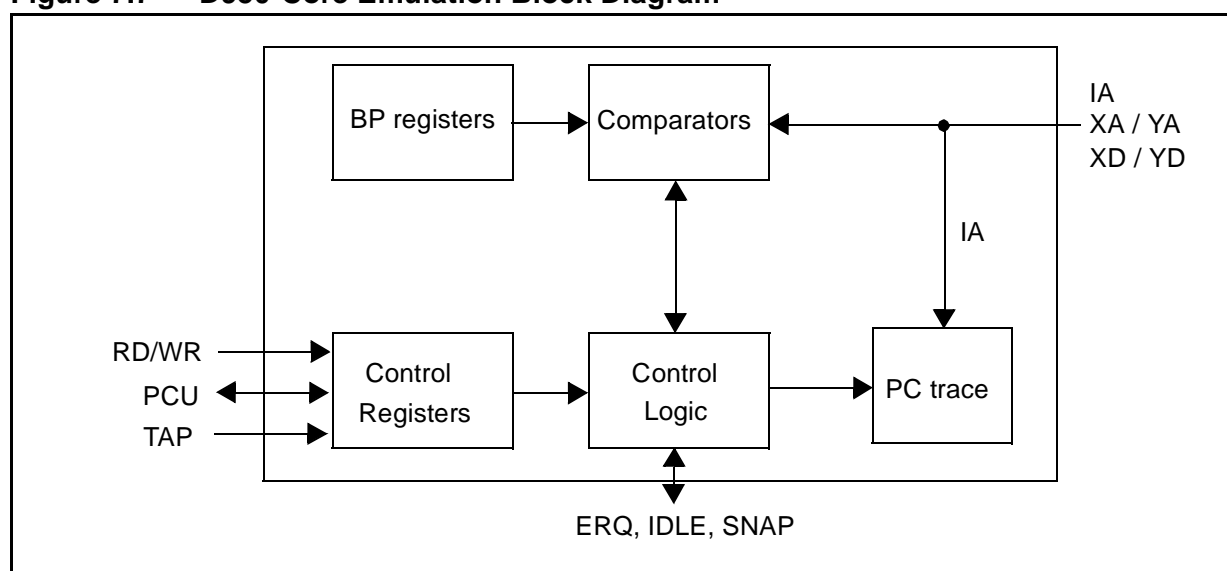 BP registers
Comparators
IA
XA / YA
XD / YD
IA
RD/WR
PCU
TAP
Control
Registers
Control
Logic
PC trace
ERQ, IDLE, SNAP